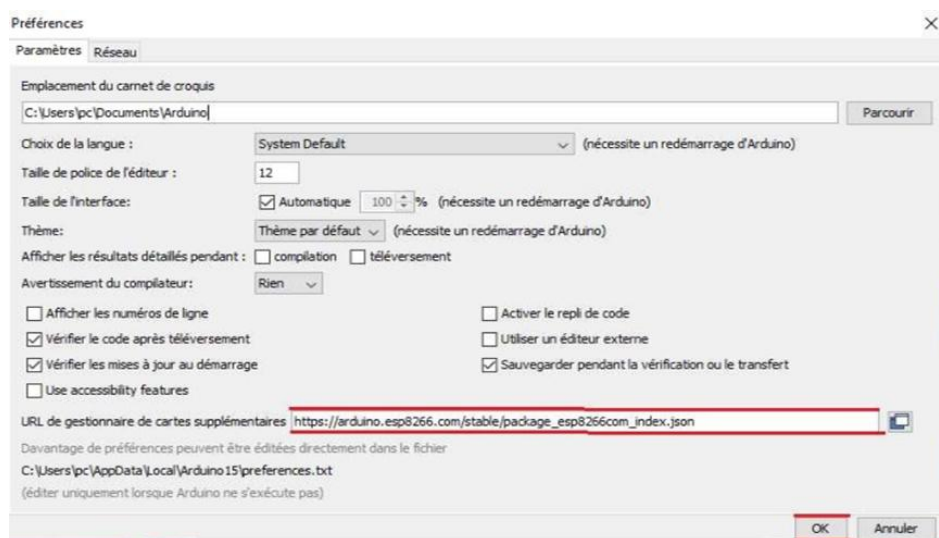 Préférences
Paramètres Réseau
Emplacement du carnet de croquis
C:\Users\pc\Documents\Arduino Parcourir
Choix de la langue : System Default (nécessite un redémarrage d'Arduino)
Taille de police de l'éditeur : 12
Taille de l'interface: Automatique 100 % (nécessite un redémarrage d'Arduino)
Thème: Thème par défaut (nécessite un redémarrage d'Arduino)
Afficher les résultats détaillés pendant : compilation téléversement
Avertissement du compilateur: Rien
Afficher les numéros de ligne Activer le repli de code
Vérifier le code après téléversement Utiliser un éditeur externe
Vérifier les mises à jour au démarrage Sauvegarder pendant la vérification ou le transfert
Use accessibility features
URL de gestionnaire de cartes supplémentaires https://arduino.esp8266.com/stable/package_esp8266com_index.json
Davantage de préférences peuvent être éditées directement dans le fichier
C:\Users\pc\AppData\Local\Arduino15\preferences.txt
(éditer uniquement lorsque Arduino ne s'exécute pas)
OK Annuler